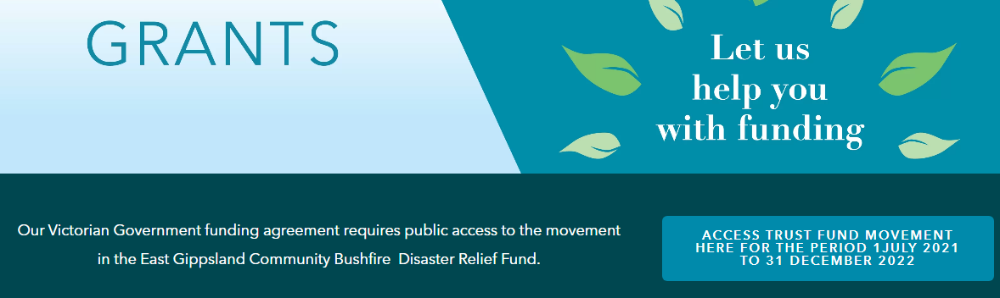 GRANTS
Let us
help you
with funding
Our Victorian Government funding agreement requires public access to the movement
in the East Gippsland Community Bushfire  Disaster Relief Fund.
ACCESS TRUST FUND MOVEMENT
HERE FOR THE PERIOD 1JULY 2021
TO 31 DECEMBER 2022